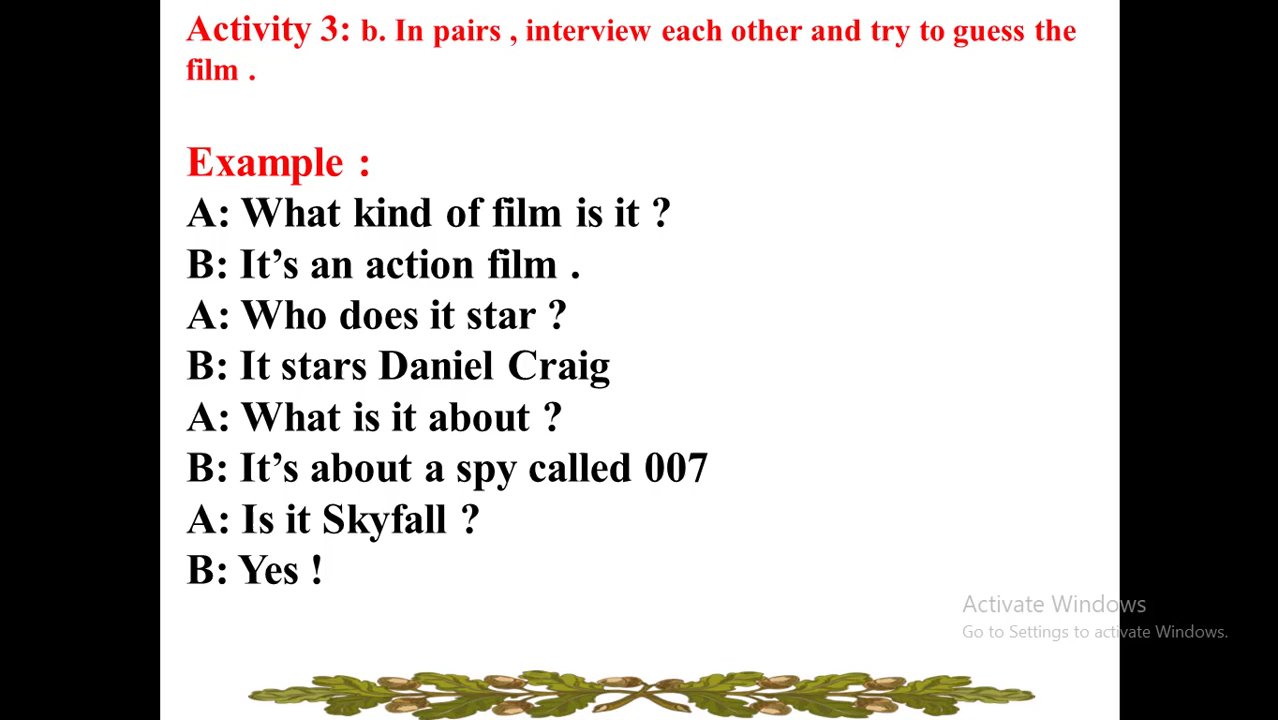 Activity 3: b. In pairs , interview each other and try to guess the
film .
Example :
A: What kind of film is it ?
B: It’s an action film .
A: Who does it star ?
B: It stars Daniel Craig
A: What is it about ?
B: It’s about a spy called 007
A: Is it Skyfall ?
B: Yes !
Activate Windows
Go to Settings to activate Windows.